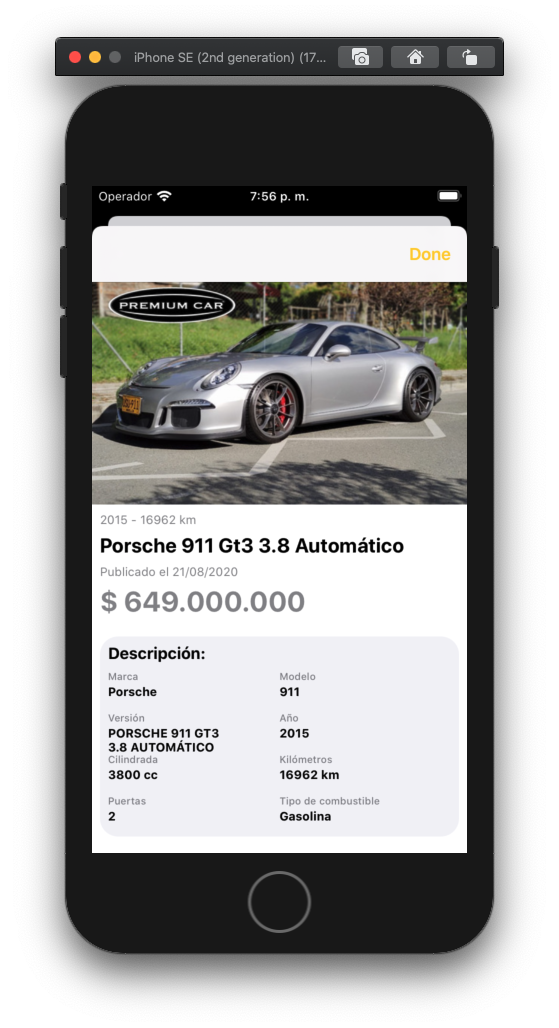 iPhone SE (2nd generation) (17...
Operador 7:56 p. m.
Done
PREMIUM CAR
2015 - 16962 km
Porsche 911 Gt3 3.8 Automático
Publicado el 21/08/2020
$ 649.000.000
Descripción:
Marca Modelo
Porsche 911
Versión Año
PORSCHE 911 GT3 2015
3.8 AUTOMÁTICO
Cilindrada Kilómetros
3800 cc 16962 km
Puertas Tipo de combustible
2 Gasolina